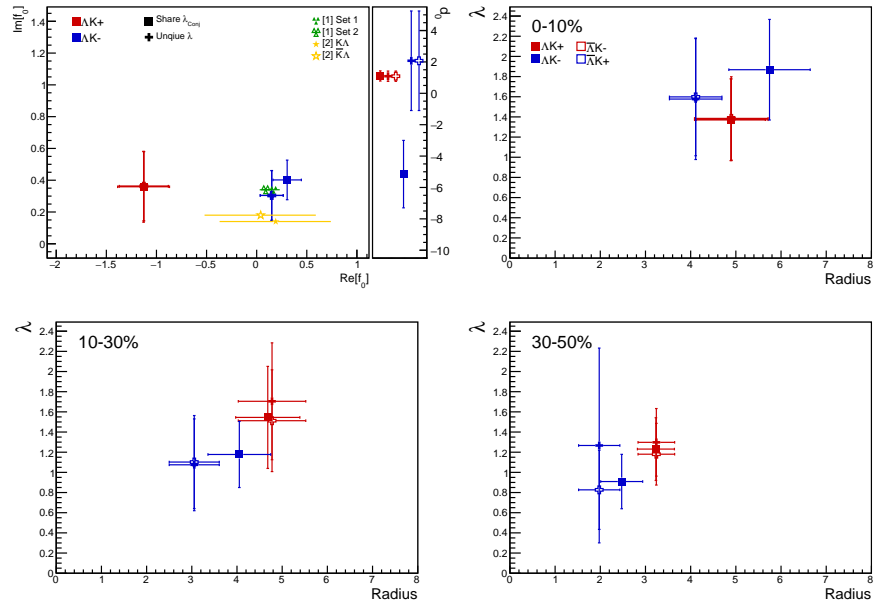 Im[f0]
ΛK+
ΛK-
Share λConj
Unqiue λ
[1] Set 1
[1] Set 2
[2] KΛ
[2] K̅Λ
1.4
1.2
1
0.8
0.6
0.4
0.2
0
−2 −1.5 −1 −0.5 0 0.5 1
Re[f0]
d0
4
2
0
−2
−4
−6
−8
−10
λ
0-10%
ΛK+ Λ̅K-
ΛK- Λ̅K+
2.4
2.2
2
1.8
1.6
1.4
1.2
1
0.8
0.6
0.4
0.2
0
0 1 2 3 4 5 6 7 8
Radius
λ
10-30%
2.4
2.2
2
1.8
1.6
1.4
1.2
1
0.8
0.6
0.4
0.2
0
0 1 2 3 4 5 6 7 8
Radius
λ
30-50%
2.4
2.2
2
1.8
1.6
1.4
1.2
1
0.8
0.6
0.4
0.2
0
0 1 2 3 4 5 6 7 8
Radius